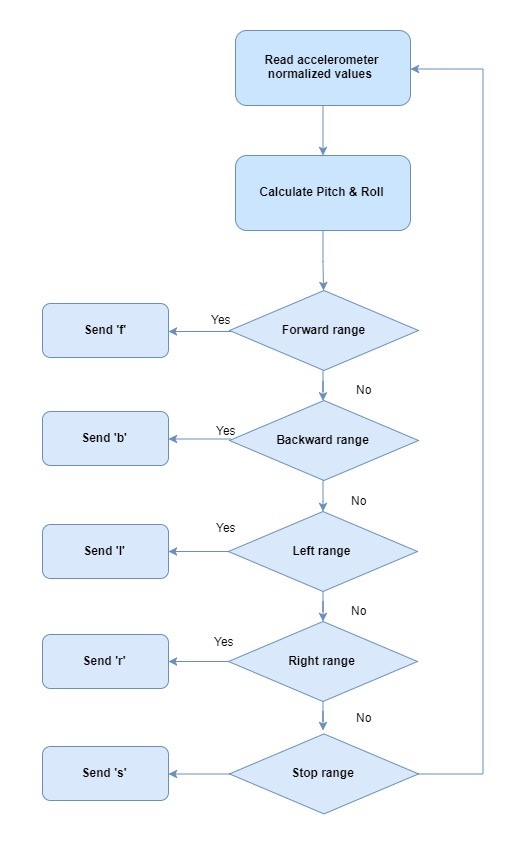 Read accelerometer
normalized values
Calculate Pitch & Roll
Forward range
Yes
Send 'f'
No
Backward range
Yes
Send 'b'
No
Left range
Yes
Send 'l'
No
Right range
Yes
Send 'r'
No
Stop range
Send 's'